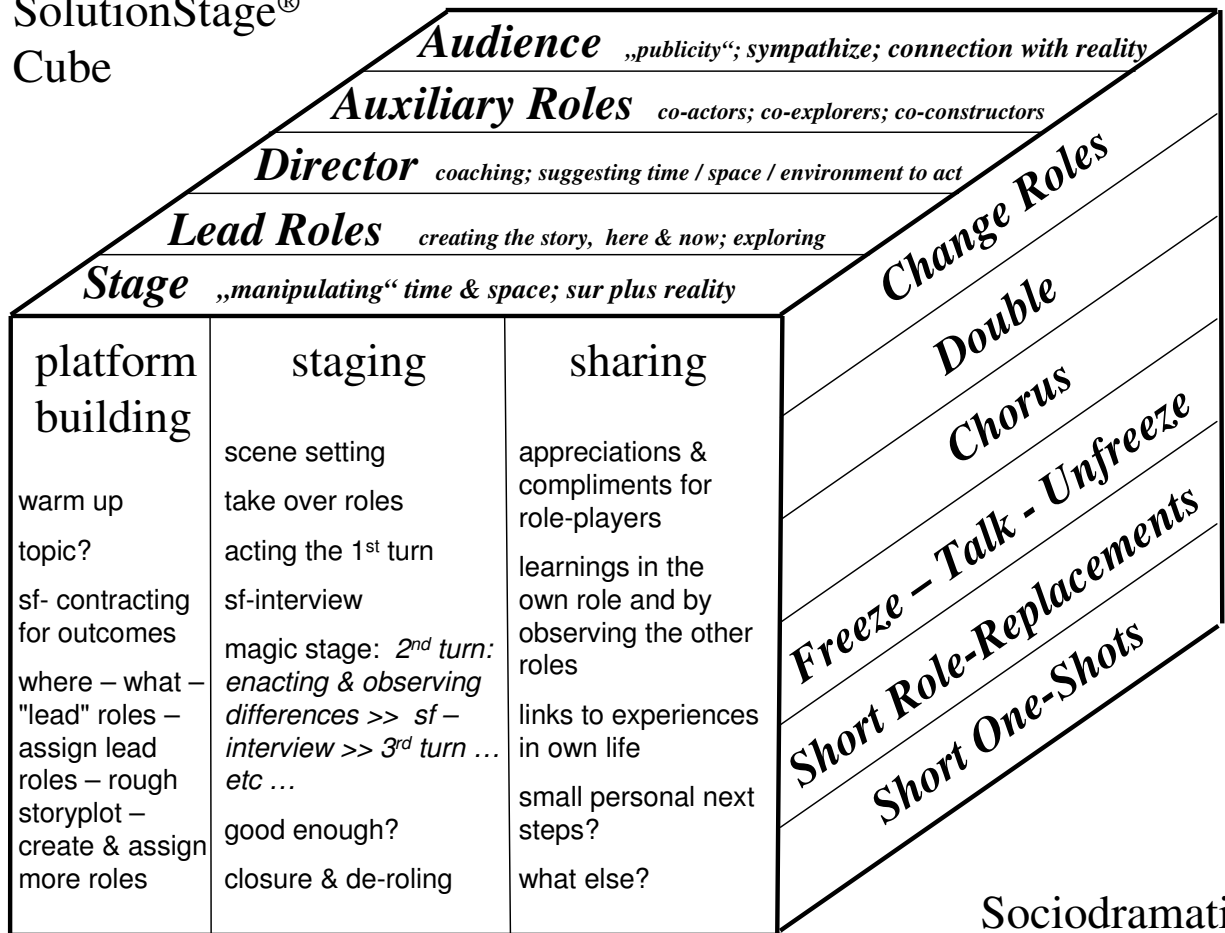 SolutionStage®
Cube
Audience „publicity“; sympathize; connection with reality
Auxiliary Roles co-actors; co-explorers; co-constructors
Director coaching; suggesting time / space / environment to act
Lead Roles creating the story, here & now; exploring
Stage „manipulating“ time & space; sur plus reality
platform
building
warm up
topic?
sf- contracting
for outcomes
where – what –
"lead" roles –
assign lead
roles – rough
storyplot –
create & assign
more roles
staging
scene setting
take over roles
acting the 1st turn
sf-interview
magic stage: 2nd turn:
enacting & observing
differences >> sf –
interview >> 3rd turn …
etc …
good enough?
closure & de-roling
sharing
appreciations &
compliments for
role-players
learnings in the
own role and by
observing the other
roles
links to experiences
in own life
small personal next
steps?
what else?
Change Roles
Double
Chorus
Freeze – Talk - Unfreeze
Short Role-Replacements
Short One-Shots
Sociodramati